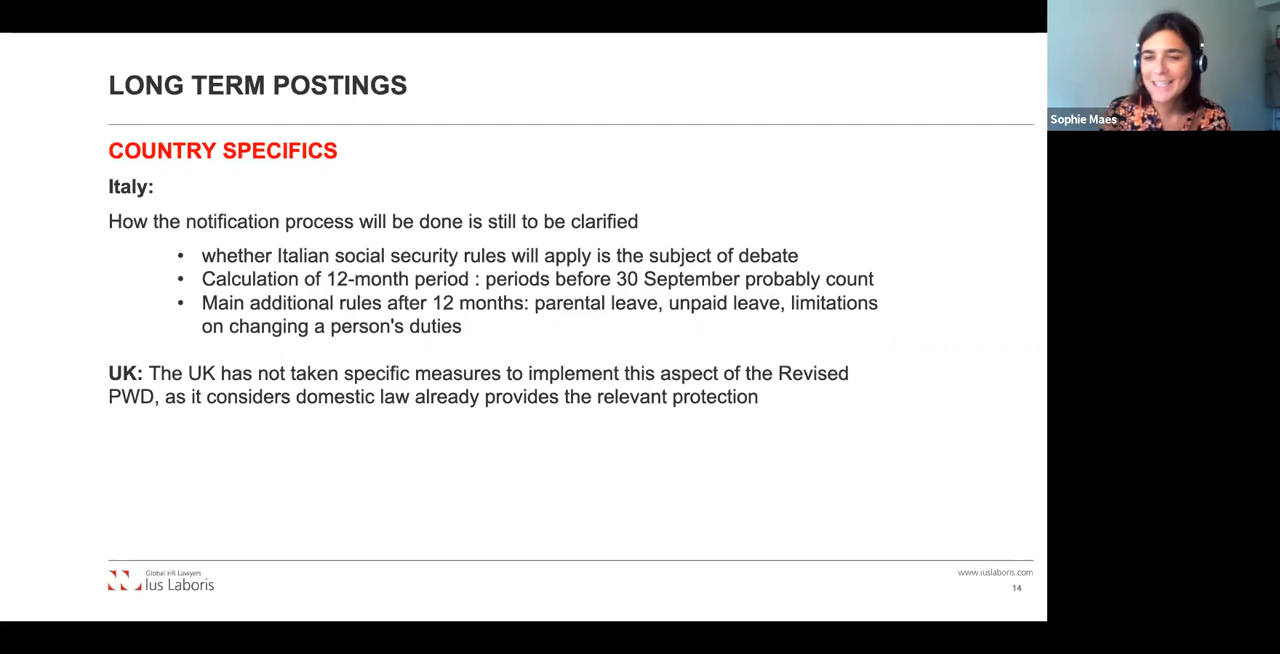 LONG TERM POSTINGS
COUNTRY SPECIFICS
Italy:
How the notification process will be done is still to be clarified
• whether Italian social security rules will apply is the subject of debate
• Calculation of 12-month period : periods before 30 September probably count
• Main additional rules after 12 months: parental leave, unpaid leave, limitations
on changing a person's duties
UK: The UK has not taken specific measures to implement this aspect of the Revised
PWD, as it considers domestic law already provides the relevant protection
Global HR Lawyers
Ius Laboris
www.iuslaboris.com
14
Sophie Maes